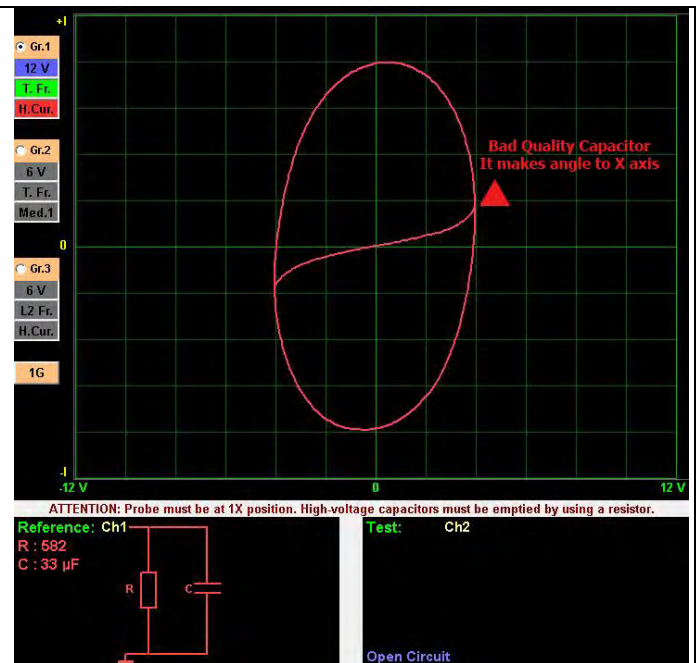 +I
Gr.1
12 V
T. Fr.
H.Cur.
Bad Quality Capacitor
It makes angle to X axis
Gr.2
6 V
T. Fr.
Med.1
0
Gr.3
6 V
L2 Fr.
H.Cur.
1G
-I
-12 V
0
12 V
ATTENTION: Probe must be at 1X position. High-voltage capacitors must be emptied by using a resistor.
Reference: Ch1
R : 582
C : 33 µF
R
C
Test: Ch2
Open Circuit